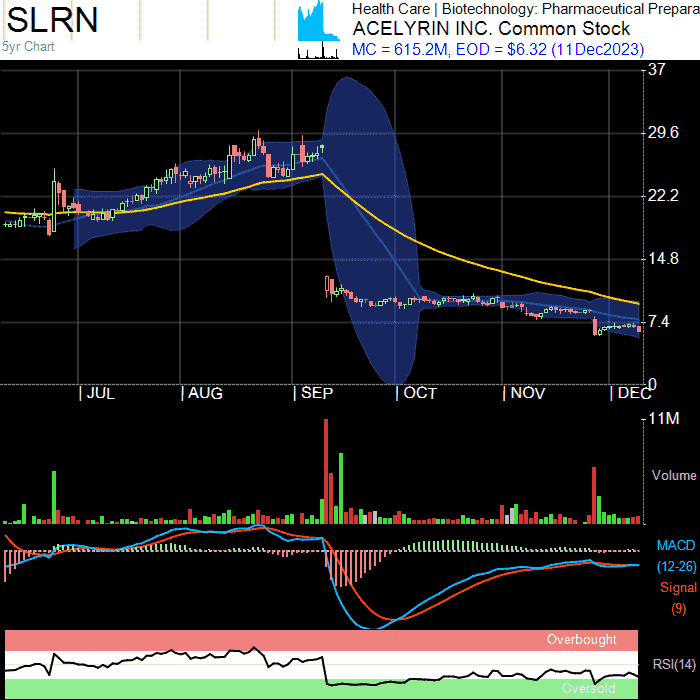 SLRN
5yr Chart
Health Care | Biotechnology: Pharmaceutical Prepara
ACELYRIN INC. Common Stock
MC = 615.2M, EOD = $6.32 (11Dec2023)
37
29.6
22.2
14.8
7.4
0
JUL AUG SEP OCT NOV DEC
11M
Volume
MACD
(12-26)
Signal
(9)
Overbought
RSI(14)
Oversold